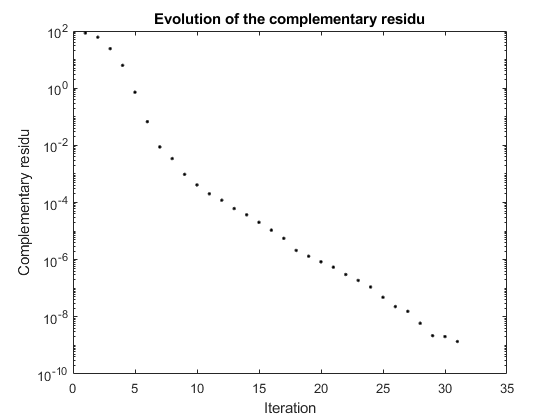 Evolution of the complementary residu
10^2
10^0
10^-2
10^-4
10^-6
10^-8
10^-10
Complementary residu
0 5 10 15 20 25 30 35
Iteration